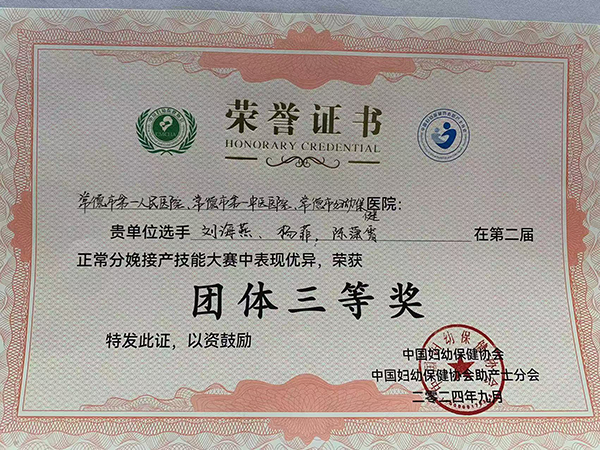 荣誉证书
HONORARY CREDENTIAL
常德市第一人民医院、常德市第一中医医院、常德市妇幼保健医院:
贵单位选手 刘海燕、杨菲, 陈 在第二届
正常分娩接产技能大赛中表现优异，荣获
团体三等奖
特发此证，以资鼓励
中国妇幼保健协会
中国妇幼保健协会助产士分会
二零二四年九月